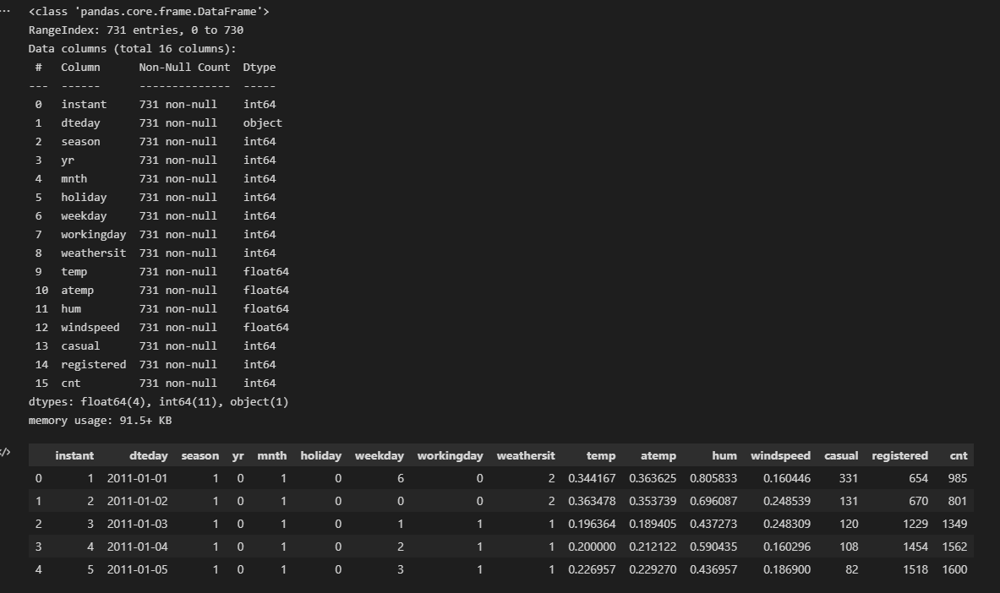 ...
<class 'pandas.core.frame.DataFrame'>
RangeIndex: 731 entries, 0 to 730
Data columns (total 16 columns):
 #   Column      Non-Null Count  Dtype
---  ------      --------------  -----
 0   instant     731 non-null    int64
 1   dteday      731 non-null    object
 2   season      731 non-null    int64
 3   yr          731 non-null    int64
 4   mnth        731 non-null    int64
 5   holiday     731 non-null    int64
 6   weekday     731 non-null    int64
 7   workingday  731 non-null    int64
 8   weathersit  731 non-null    int64
 9   temp        731 non-null    float64
 10  atemp       731 non-null    float64
 11  hum         731 non-null    float64
 12  windspeed   731 non-null    float64
 13  casual      731 non-null    int64
 14  registered  731 non-null    int64
 15  cnt         731 non-null    int64
dtypes: float64(4), int64(11), object(1)
memory usage: 91.5+ KB
</>
instant dteday season yr mnth holiday weekday workingday weathersit temp atemp hum windspeed casual registered cnt
0 1 2011-01-01 1 0 1 0 6 0 2 0.344167 0.363625 0.805833 0.160446 331 654 985
1 2 2011-01-02 1 0 1 0 0 0 2 0.363478 0.353739 0.696087 0.248539 131 670 801
2 3 2011-01-03 1 0 1 0 1 1 1 0.196364 0.189405 0.437273 0.248309 120 1229 1349
3 4 2011-01-04 1 0 1 0 2 1 1 0.200000 0.212122 0.590435 0.160296 108 1454 1562
4 5 2011-01-05 1 0 1 0 3 1 1 0.226957 0.229270 0.436957 0.186900 82 1518 1600